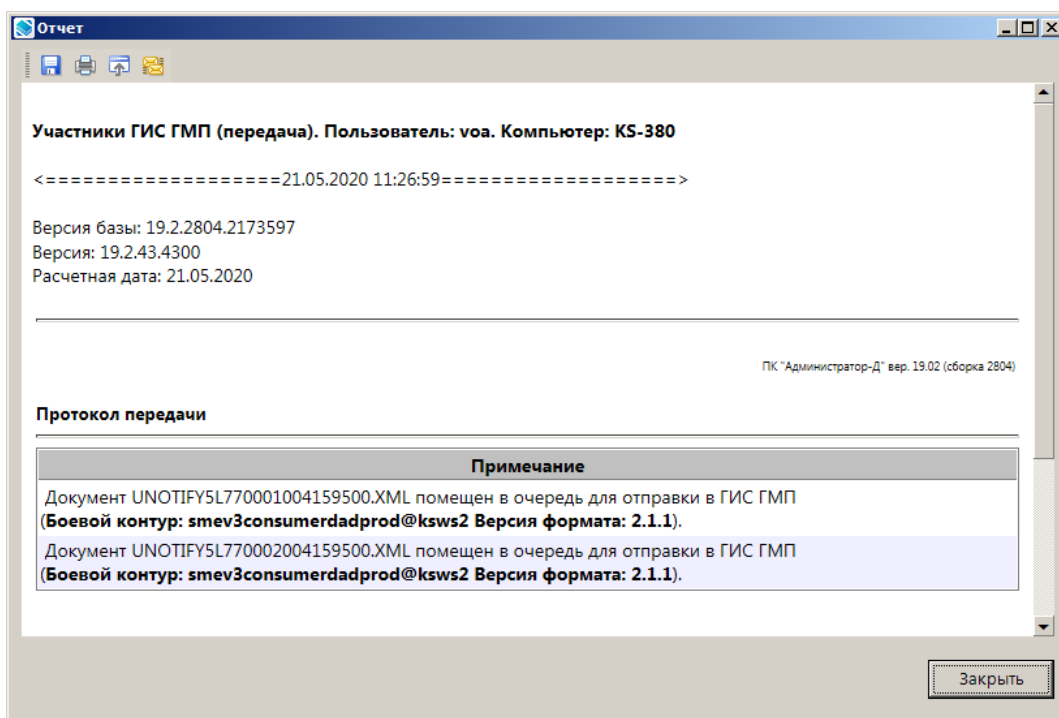 Отчет
Участники ГИС ГМП (передача). Пользователь: voa. Компьютер: KS-380
<===================21.05.2020 11:26:59===================>
Версия базы: 19.2.2804.2173597
Версия: 19.2.43.4300
Расчетная дата: 21.05.2020
ПК "Администратор-Д" вер. 19.02 (сборка 2804)
Протокол передачи
Примечание
Документ UNOTIFY5L770001004159500.XML помещен в очередь для отправки в ГИС ГМП
(Боевой контур: smev3consumerdadprod@ksws2 Версия формата: 2.1.1).
Документ UNOTIFY5L770002004159500.XML помещен в очередь для отправки в ГИС ГМП
(Боевой контур: smev3consumerdadprod@ksws2 Версия формата: 2.1.1).
Закрыть